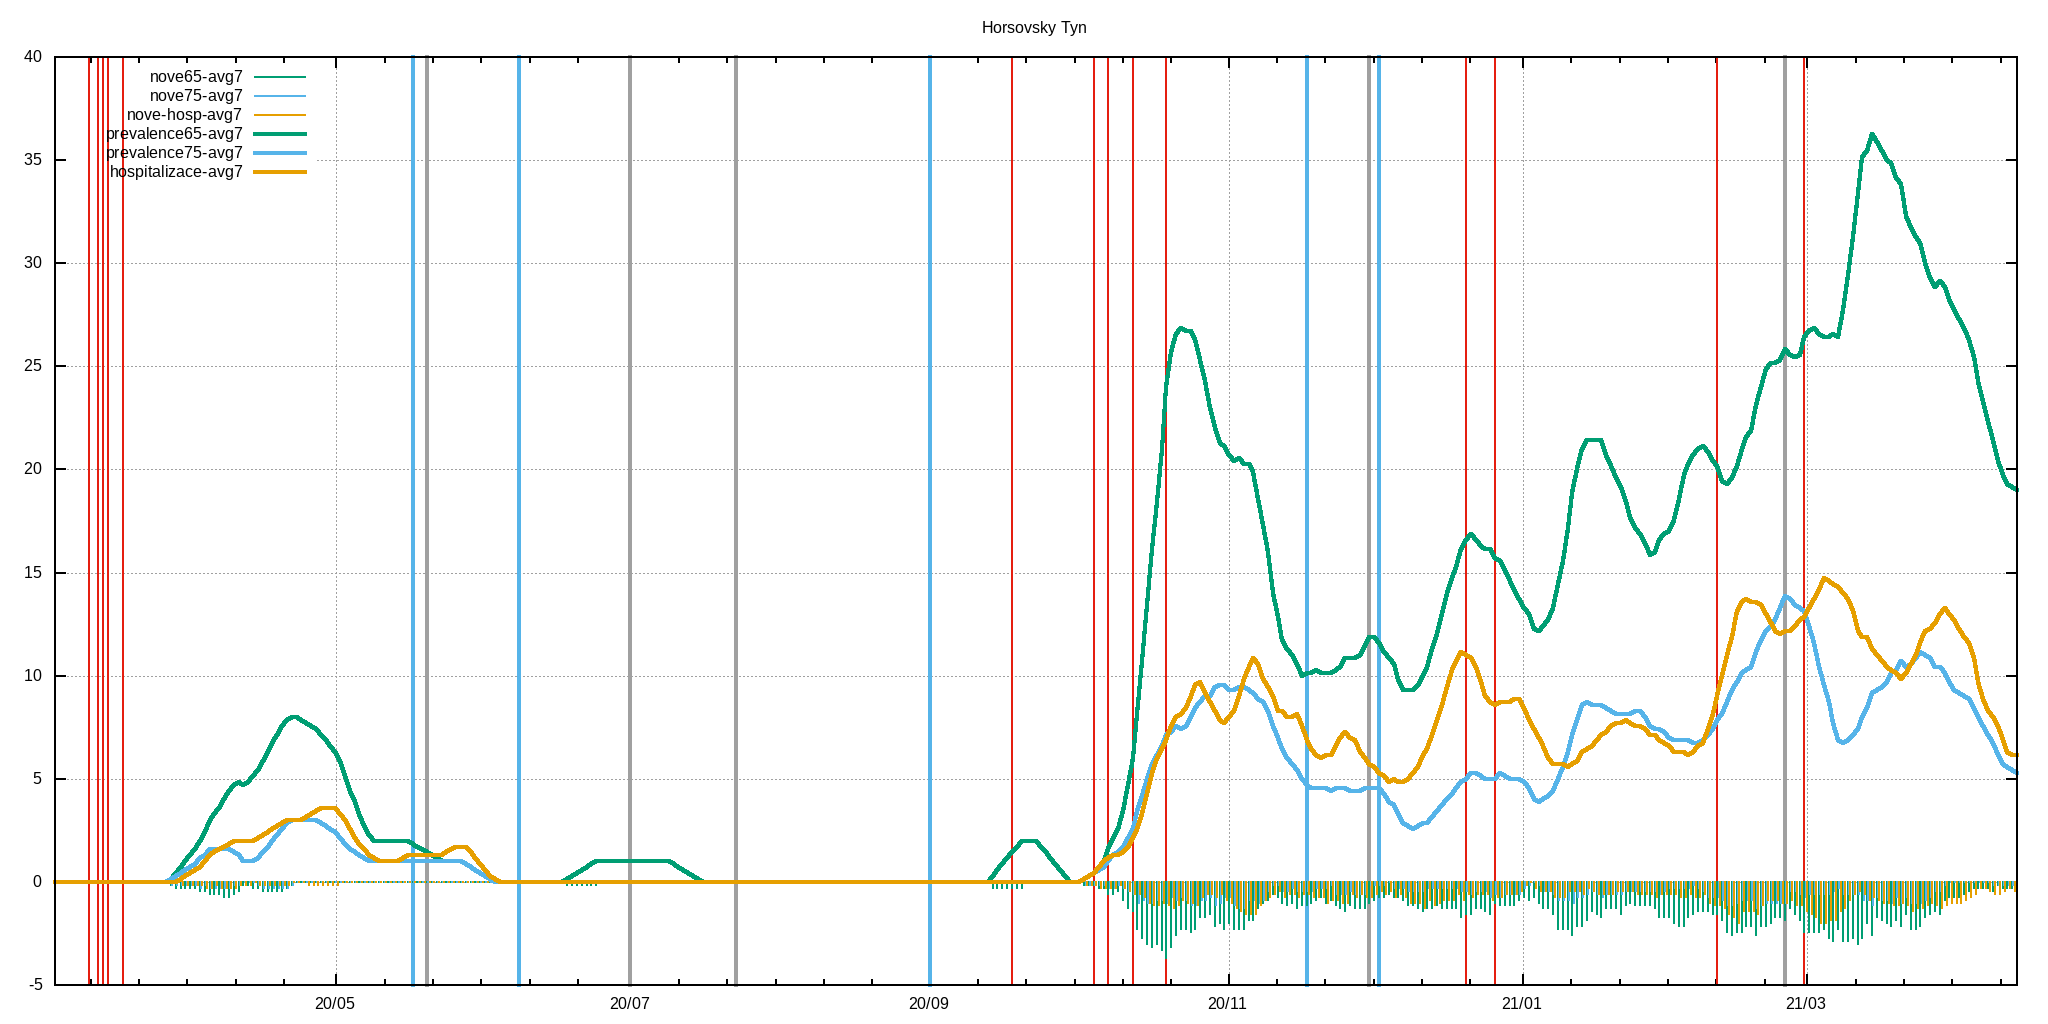 Horsovsky Tyn
40
35
30
25
20
15
10
5
0
-5
nove65-avg7
nove75-avg7
nove-hosp-avg7
prevalence65-avg7
prevalence75-avg7
hospitalizace-avg7
20/05 20/07 20/09 20/11 21/01 21/03